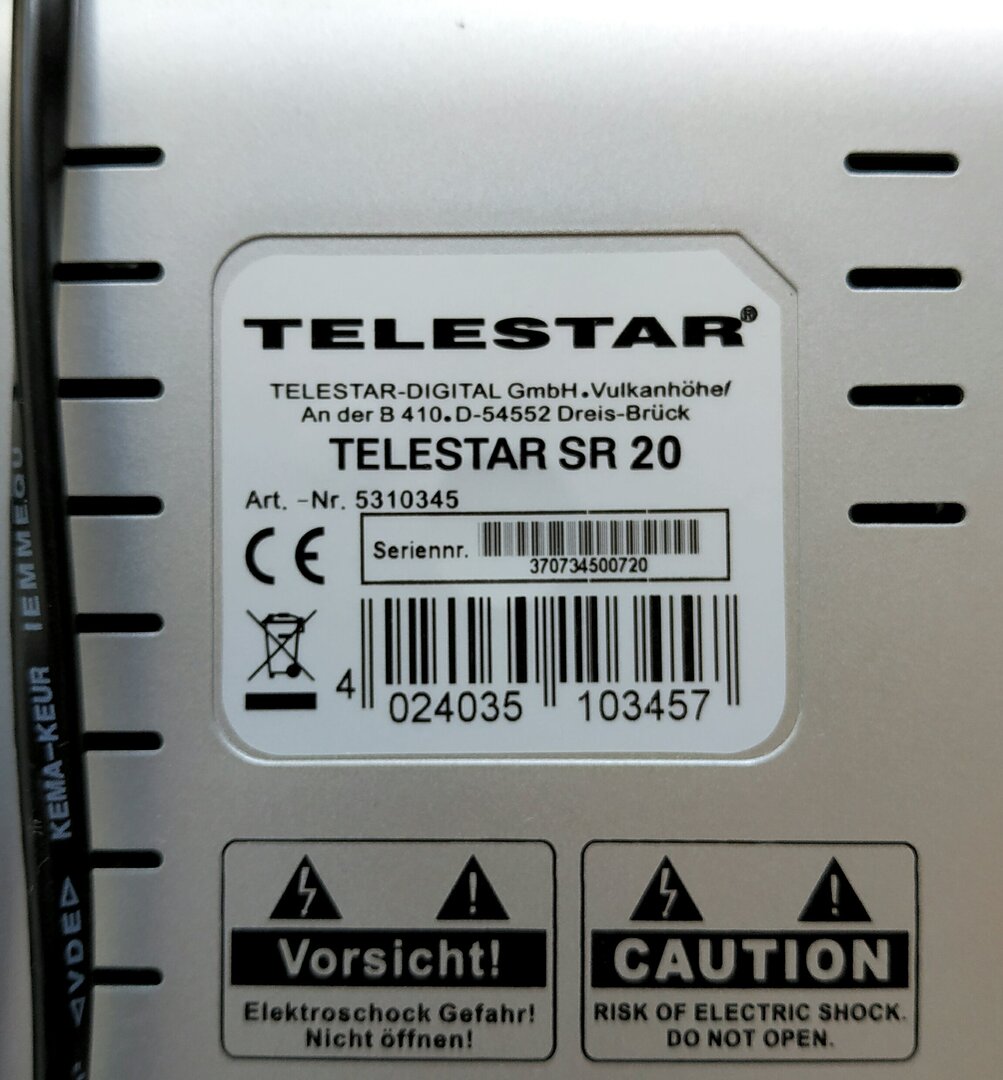 TELESTAR®
TELESTAR-DIGITAL GmbH.Vulkanhöhe/
An der B 410.D-54552 Dreis-Brück
TELESTAR SR 20
Art. -Nr. 5310345
CE
Seriennr.
370734500720
4 024035 103457
Vorsicht!
Elektroschock Gefahr!
Nicht öffnen!
CAUTION
RISK OF ELECTRIC SHOCK.
DO NOT OPEN.
VDE KEMA-KEUR IEMMEQU